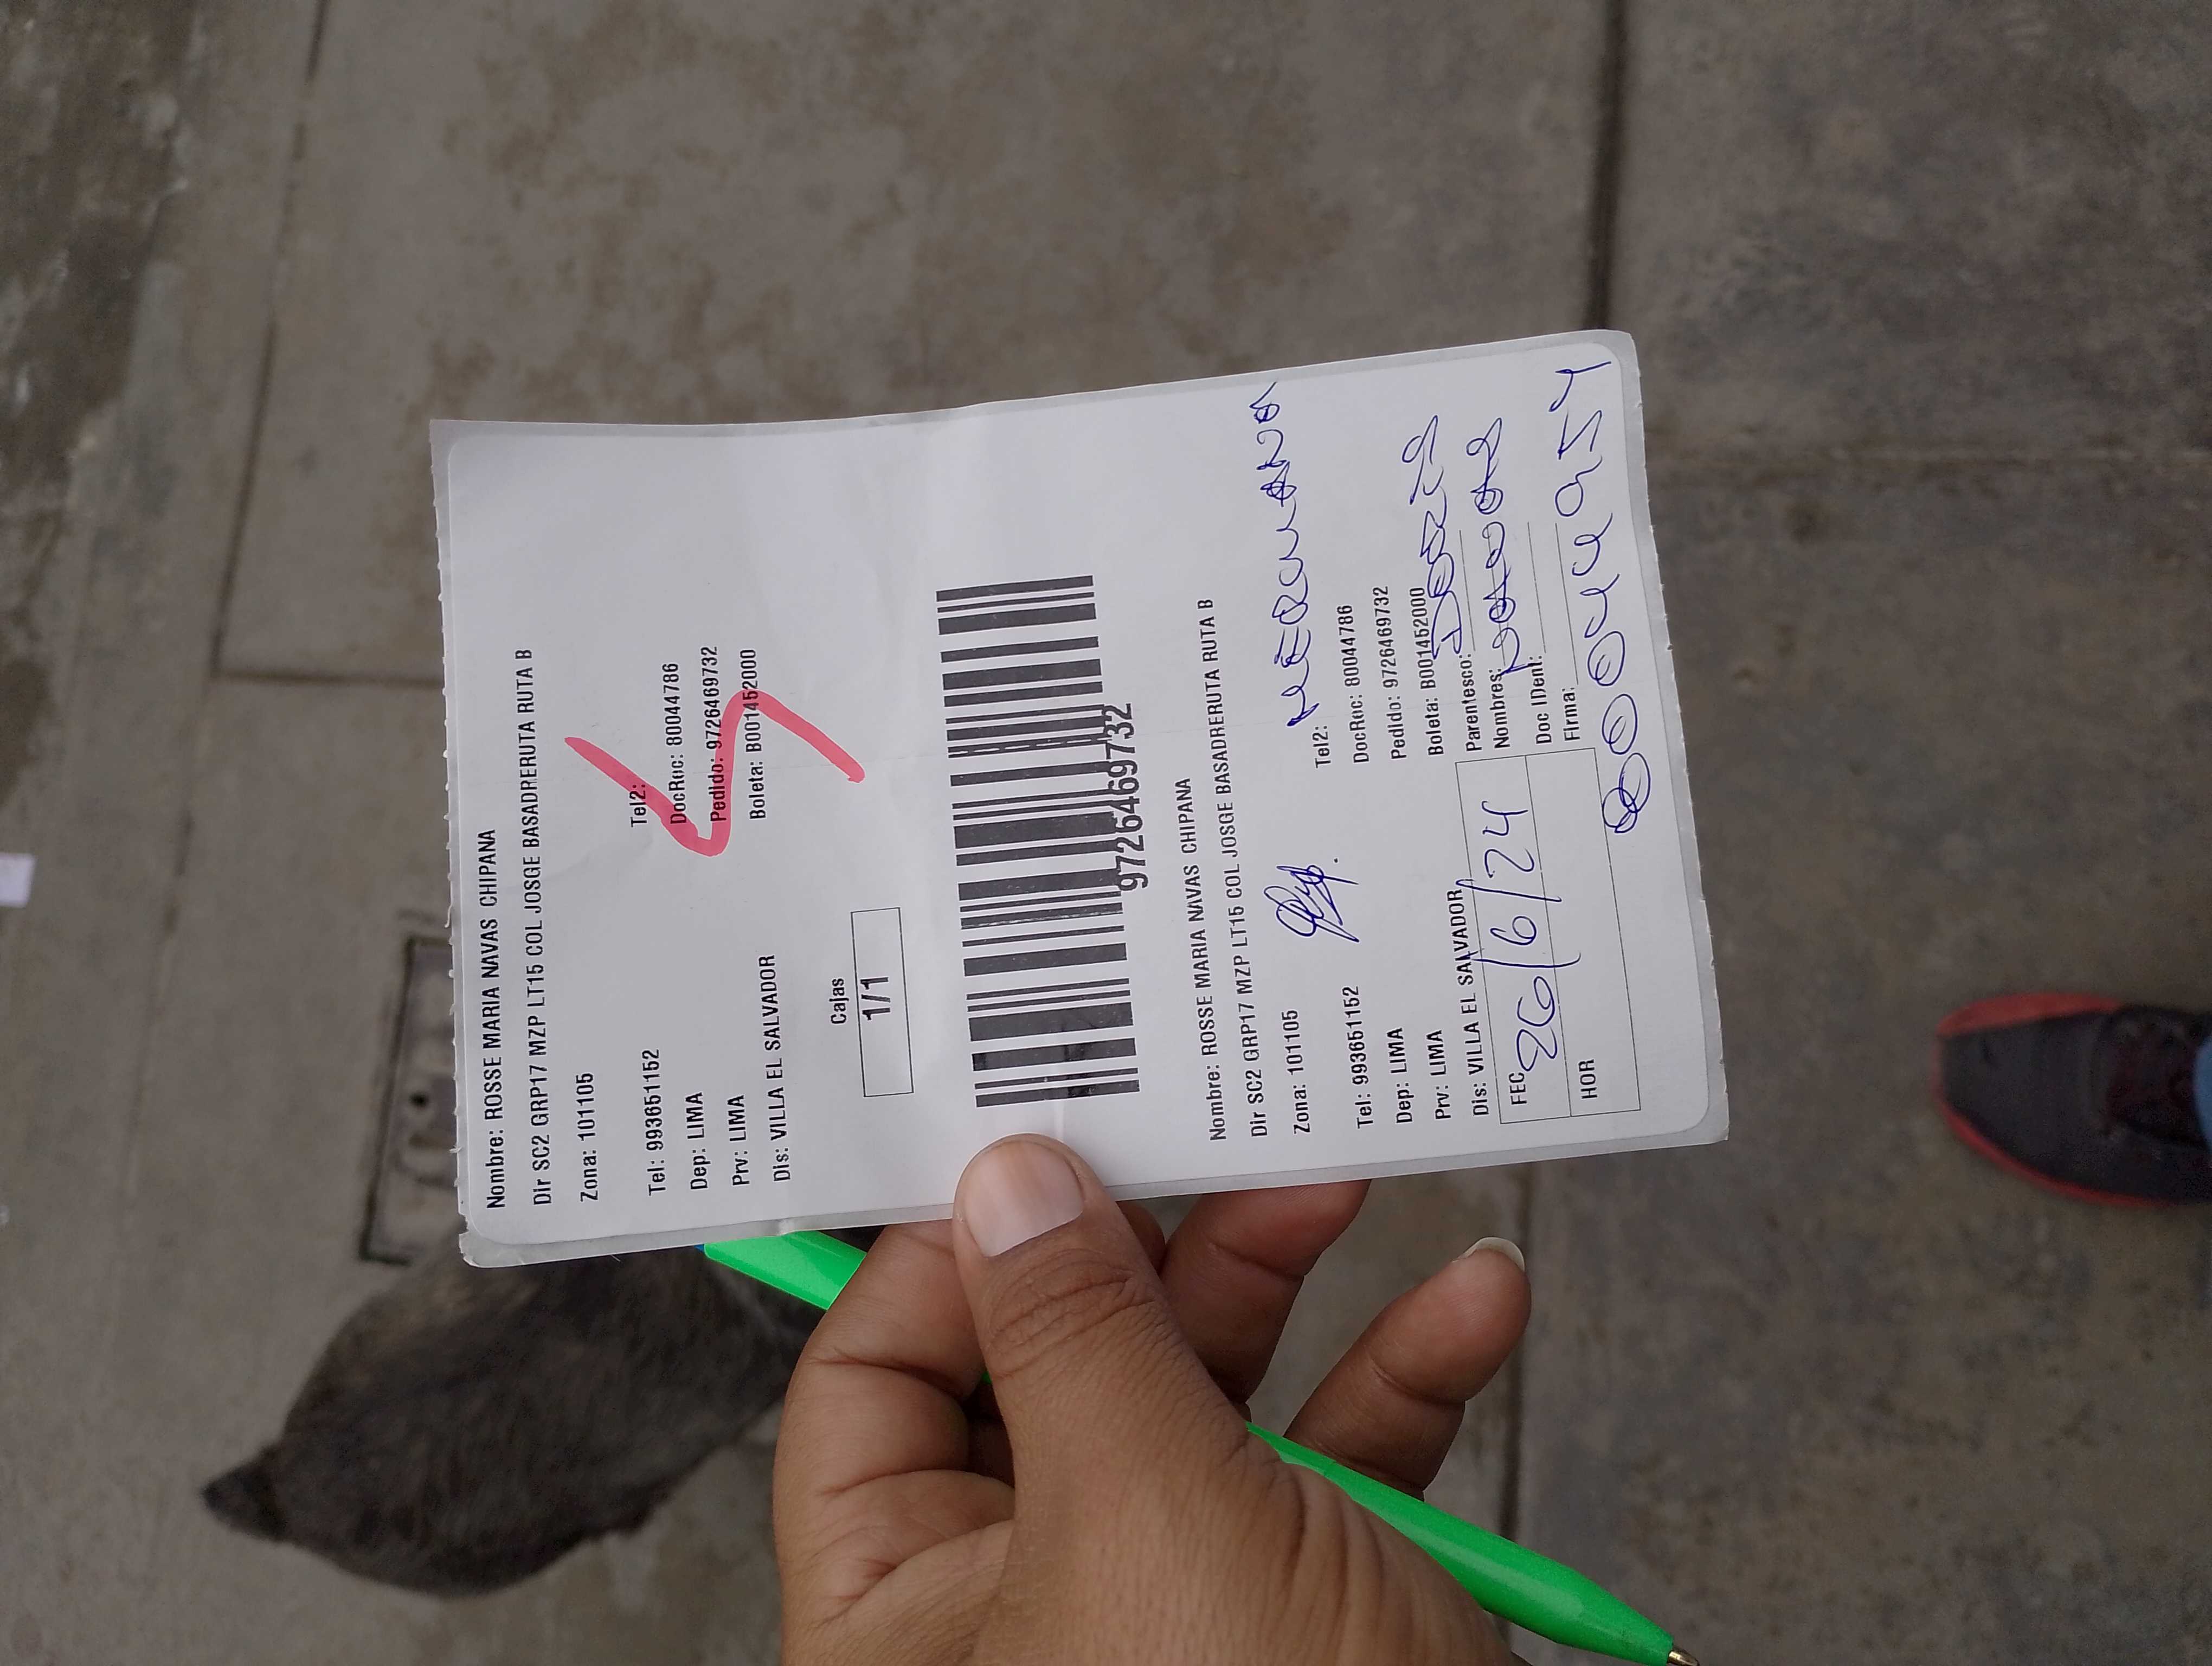 Nombre: ROSSE MARIA NAVAS CHIPANA
Dir SC2 GRP17 MZP LT15 COL JOSGE BASADRERUTA RUTA B
Zona: 101105
Tel: 993651152 Tel2:
Dep: LIMA DocRuc: 80044786
Prv: LIMA Pedido: 9726469732
Dis: VILLA EL SALVADOR Boleta: B001452000
Cajas
1/1
9726469732
Nombre: ROSSE MARIA NAVAS CHIPANA
Dir SC2 GRP17 MZP LT15 COL JOSGE BASADRERUTA RUTA B
Zona: 101105
Tel: 993651152 Tel2:
Dep: LIMA DocRuc: 80044786
Prv: LIMA Pedido: 9726469732
Dis: VILLA EL SALVADOR Boleta: B001452000
Parentesco:
FEC 26/6/24 Nombres:
Doc IDent:
HOR Firma: